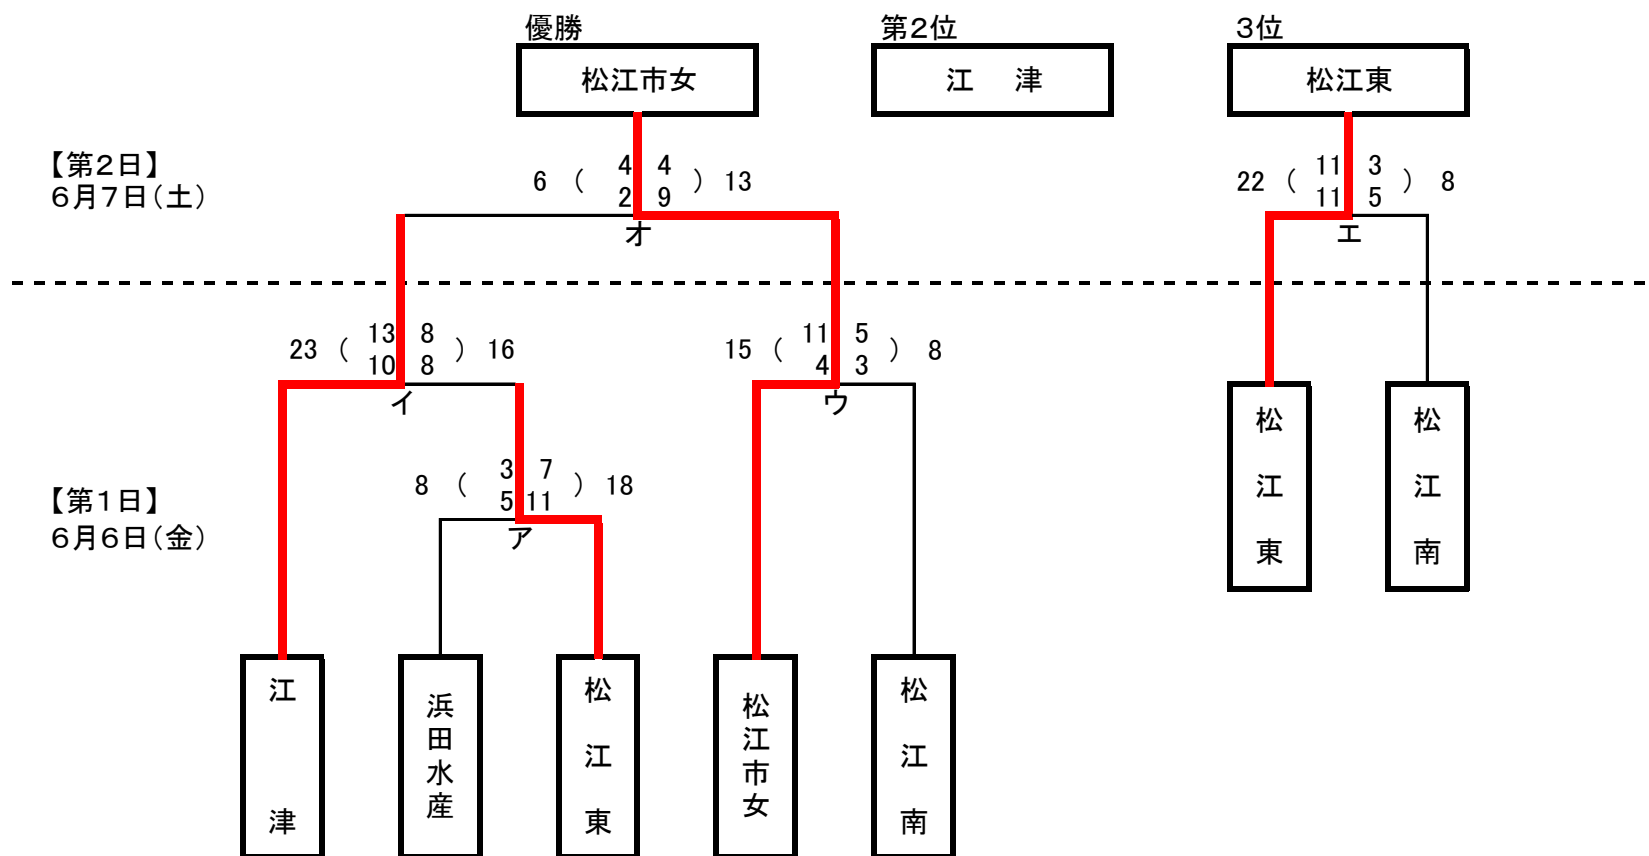 優勝 第2位 3位
松江市女 江 津 松江東
【第2日】
6月7日(土)
4 4
6 ( ) 13
2 9
オ
11 3
22 ( ) 8
11 5
エ
13 8
23 ( ) 16
10 8
イ
11 5
15 ( ) 8
4 3
ウ
【第1日】
6月6日(金)
3 7
8 ( ) 18
5 11
ア
松江東
松江南
江津
浜田水産
松江東
松江市女
松江南